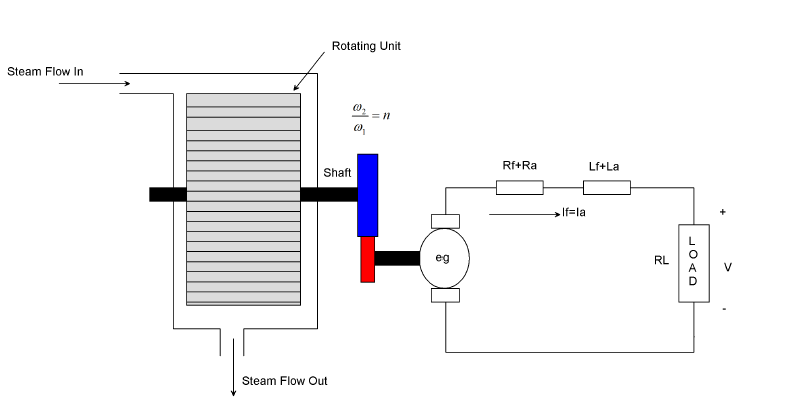 Rotating Unit
Steam Flow In
ω₂/ω₁ = n
Shaft
Rf+Ra
Lf+La
If=Ia
+
eg
RL
LOAD
V
-
Steam Flow Out